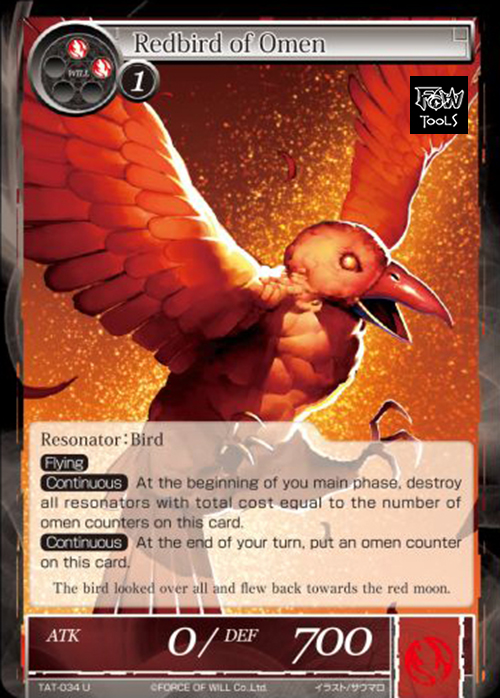 Redbird of Omen
WILL
1
FOW
TOOLS
Resonator：Bird
Flying
Continuous At the beginning of you main phase, destroy
all resonators with total cost equal to the number of
omen counters on this card.
Continuous At the end of your turn, put an omen counter
on this card.
The bird looked over all and flew back towards the red moon.
ATK 0/ DEF 700
TAT-034 U ©FORCE OF WILL Co.,Ltd. イラスト/サワマロ